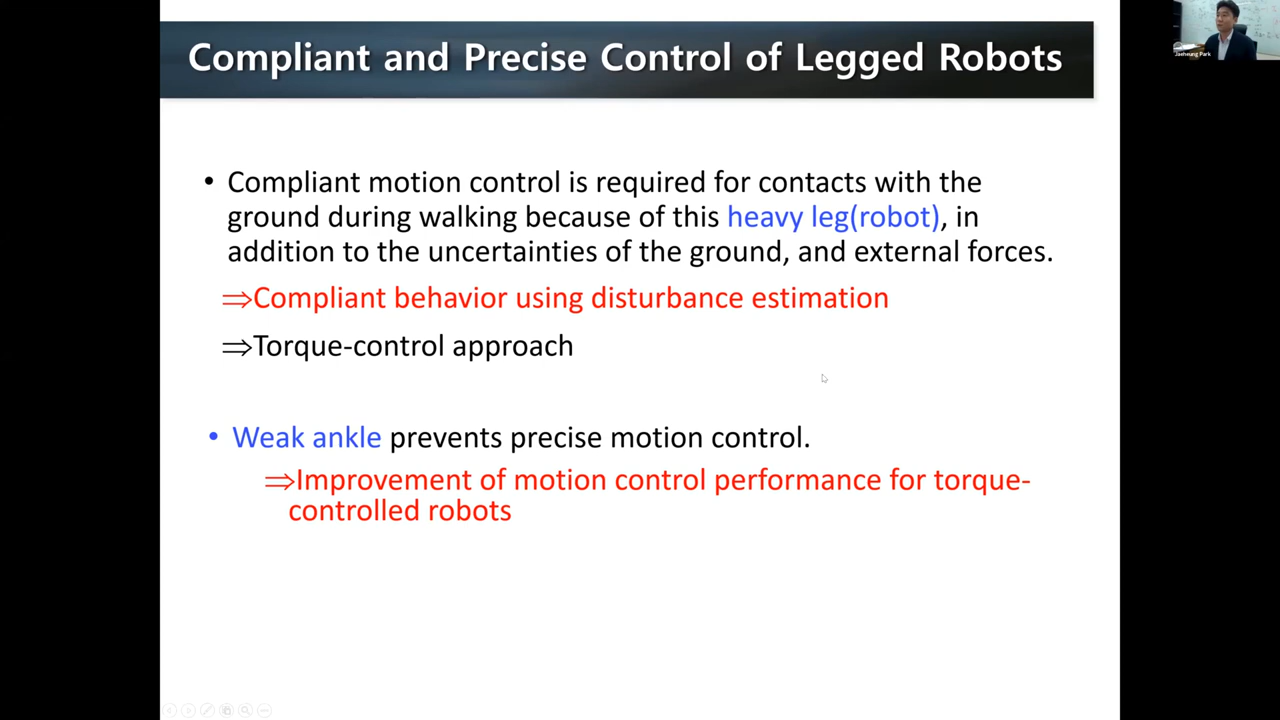 Compliant and Precise Control of Legged Robots
Jaeheung Park
• Compliant motion control is required for contacts with the
ground during walking because of this heavy leg(robot), in
addition to the uncertainties of the ground, and external forces.
⇒Compliant behavior using disturbance estimation
⇒Torque-control approach
• Weak ankle prevents precise motion control.
⇒Improvement of motion control performance for torque-
controlled robots